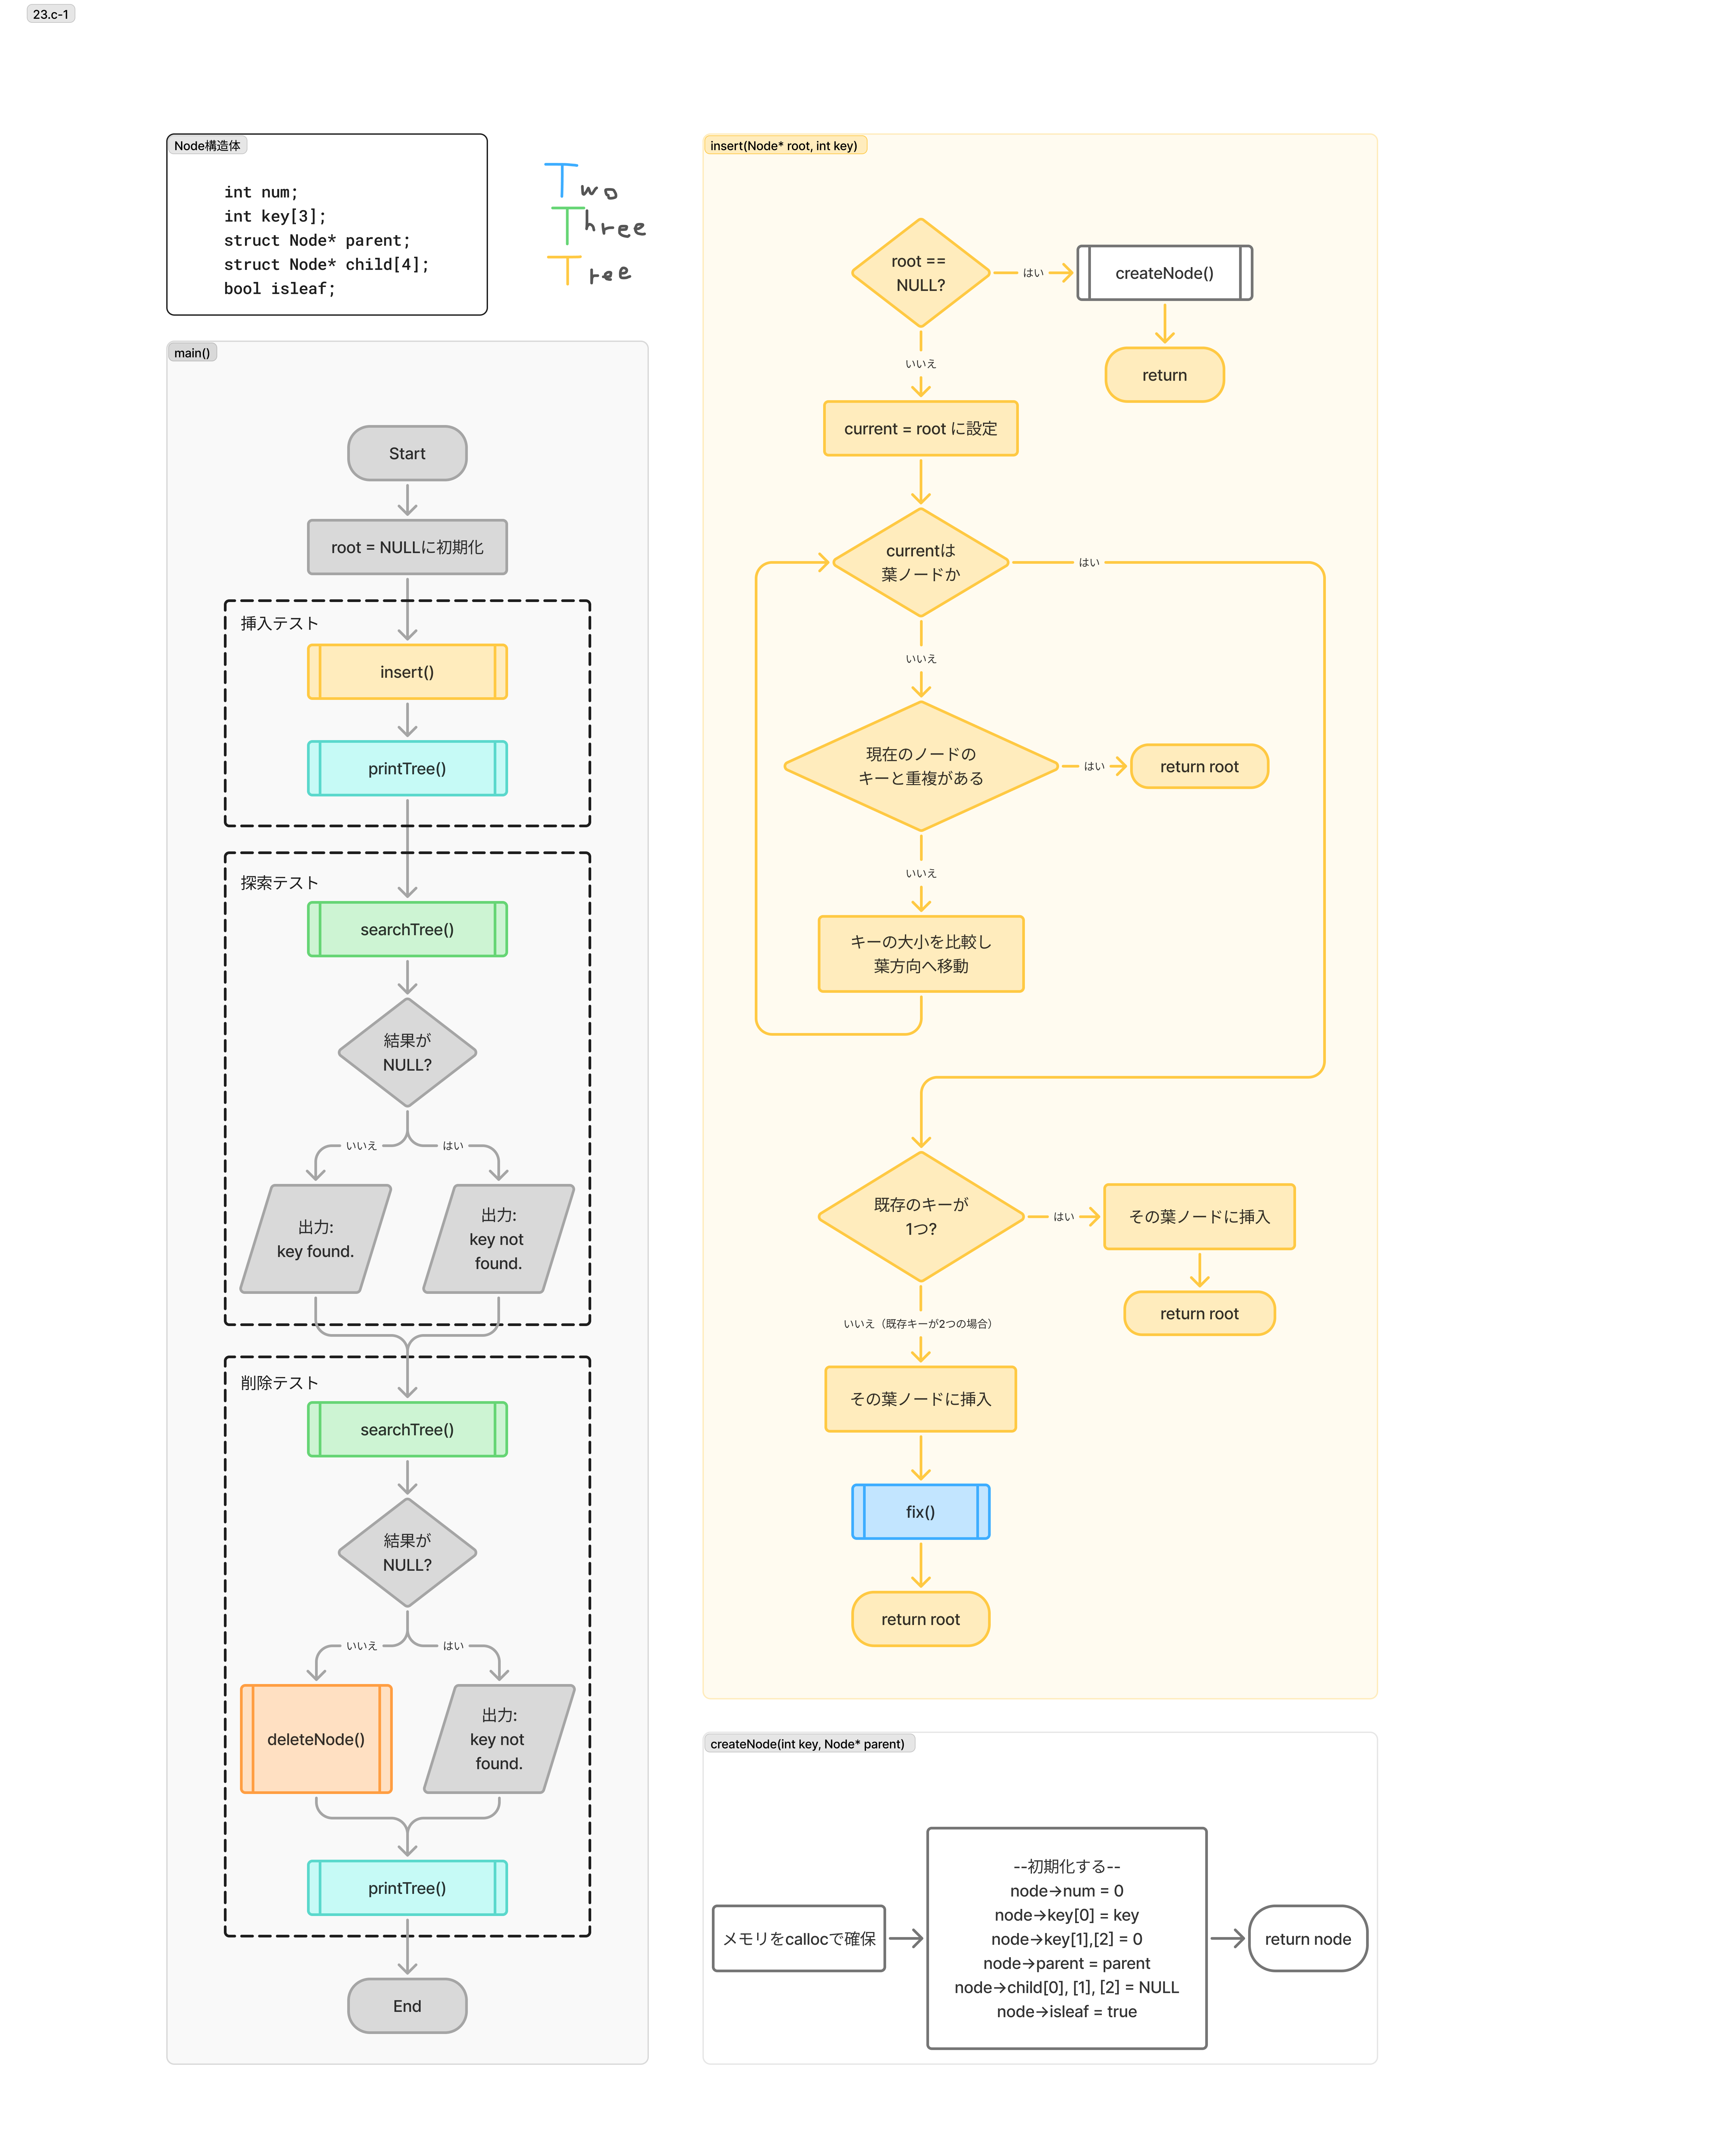 23.c-1
Node構造体
int num;
int key[3];
struct Node* parent;
struct Node* child[4];
bool isleaf;
Two
Three
Tree
main()
Start
root = NULLに初期化
挿入テスト
insert()
printTree()
探索テスト
searchTree()
結果が
NULL?
いいえ
はい
出力:
key found.
出力:
key not
found.
削除テスト
searchTree()
結果が
NULL?
いいえ
はい
deleteNode()
出力:
key not
found.
printTree()
End
insert(Node* root, int key)
root ==
NULL?
はい
createNode()
return
いいえ
current = root に設定
currentは
葉ノードか
はい
いいえ
現在のノードの
キーと重複がある
はい
return root
いいえ
キーの大小を比較し
葉方向へ移動
既存のキーが
1つ?
はい
その葉ノードに挿入
return root
いいえ（既存キーが2つの場合）
その葉ノードに挿入
fix()
return root
createNode(int key, Node* parent)
メモリをcallocで確保
--初期化する--
node→num = 0
node→key[0] = key
node→key[1],[2] = 0
node→parent = parent
node→child[0], [1], [2] = NULL
node→isleaf = true
return node